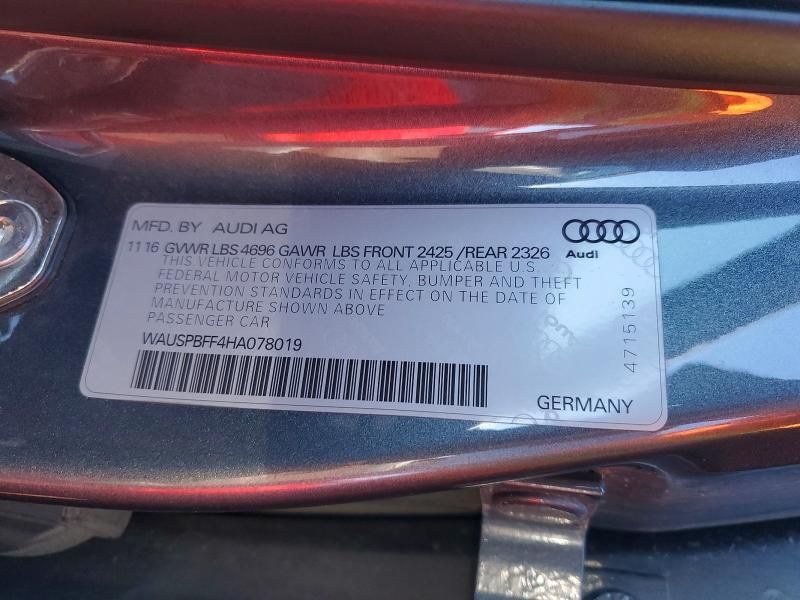 MFD. BY AUDI AG
11 16 GVWR LBS 4696 GAWR LBS FRONT 2425 /REAR 2326
THIS VEHICLE CONFORMS TO ALL APPLICABLE U.S.
FEDERAL MOTOR VEHICLE SAFETY, BUMPER AND THEFT
PREVENTION STANDARDS IN EFFECT ON THE DATE OF
MANUFACTURE SHOWN ABOVE
PASSENGER CAR
WAUSPBFF4HA078019
Audi
4715139
GERMANY